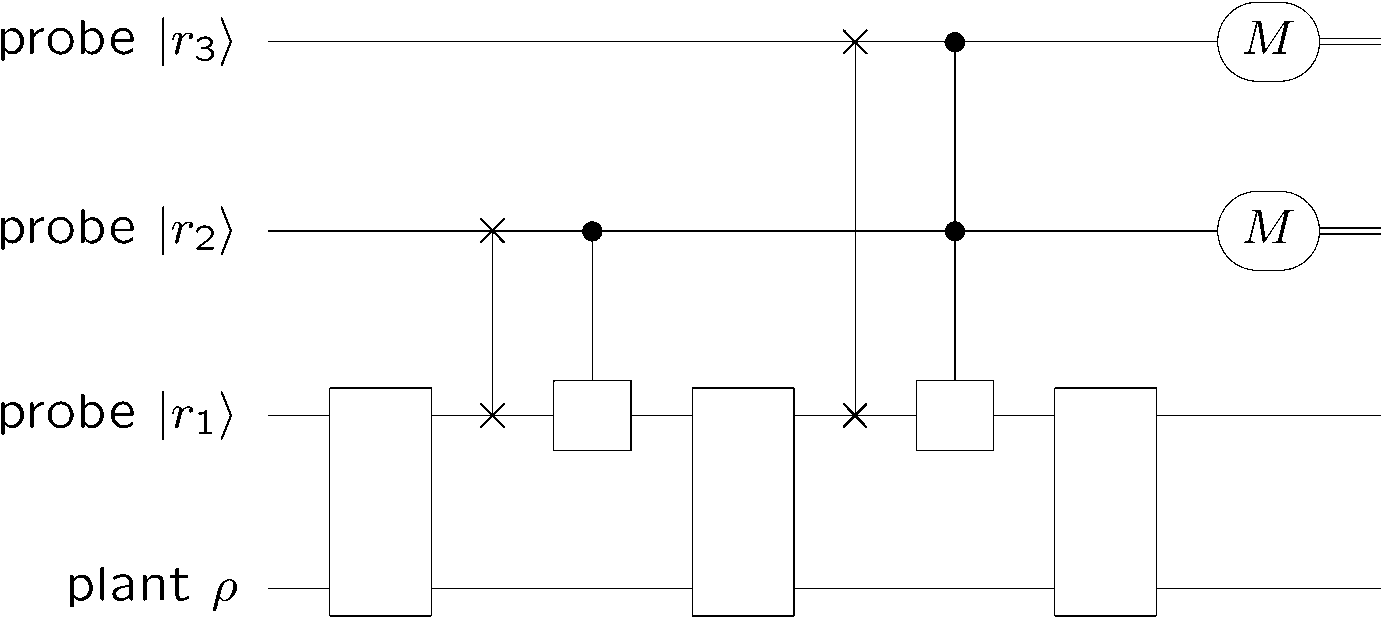 probe |r₃⟩ M
probe |r₂⟩ M
probe |r₁⟩
plant ρ